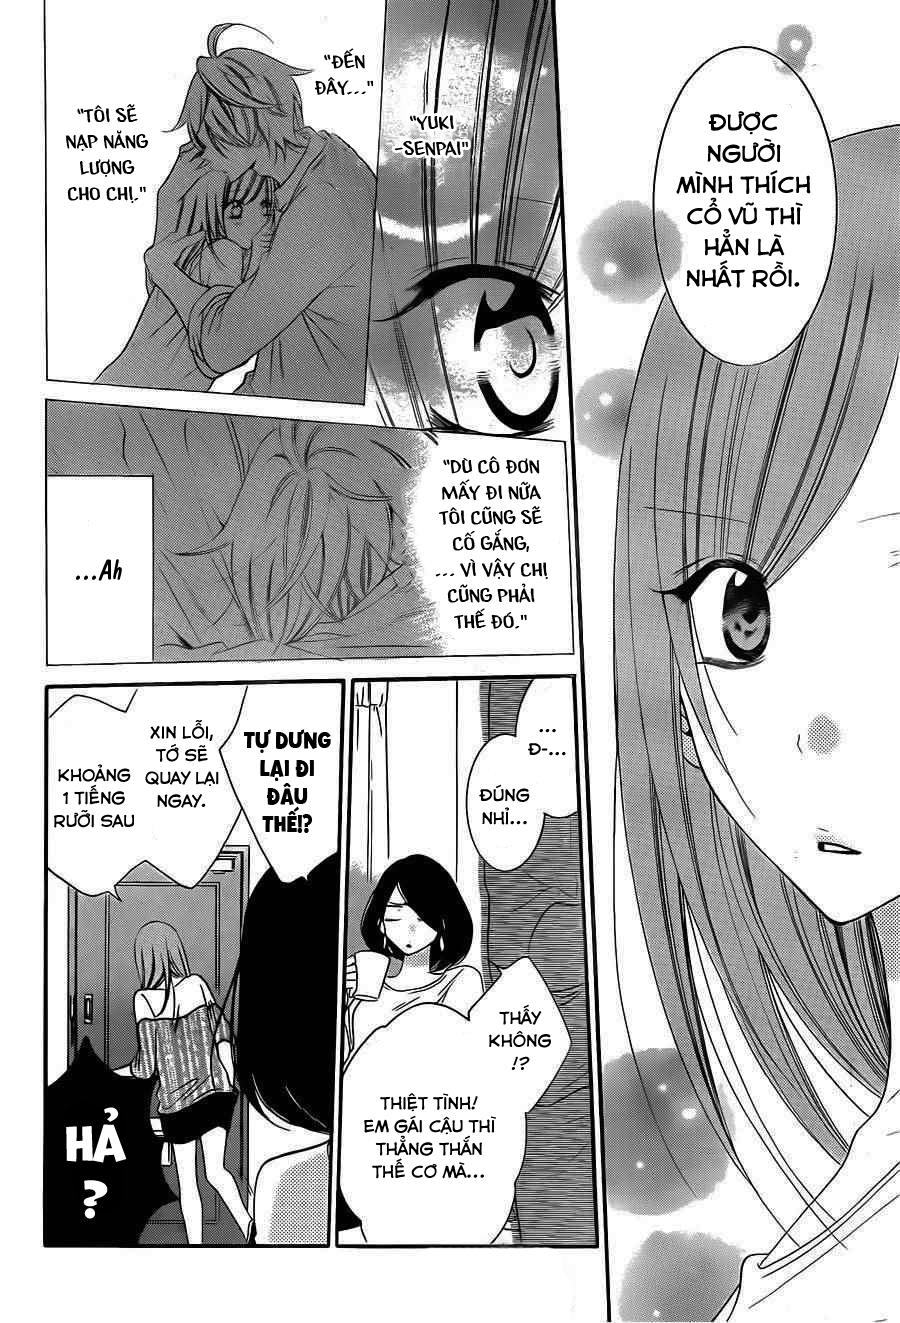 ĐƯỢC
NGƯỜI
MÌNH THÍCH
CỔ VŨ THÌ
HẲN LÀ
NHẤT RỒI.
"YUKI
-SENPAI"
"ĐẾN
ĐÂY..."
"TÔI SẼ
NẠP NĂNG
LƯỢNG
CHO CHỊ."
"DÙ CÔ ĐƠN
MẤY ĐI NỮA
TÔI CŨNG SẼ
CỐ GẮNG,
... VÌ VẬY CHỊ
CŨNG PHẢI
THẾ ĐÓ."
...Ah
...
Đ-...
ĐÚNG
NHỈ...
THẤY
KHÔNG
!?
THIỆT TÌNH!
EM GÁI CẬU THÌ
THẲNG THẮN
THẾ CƠ MÀ...
TỰ DƯNG
LẠI ĐI
ĐÂU
THẾ!?
XIN LỖI,
TỚ SẼ
QUAY LẠI
NGAY.
KHOẢNG
1 TIẾNG
RƯỠI SAU
HẢ
?